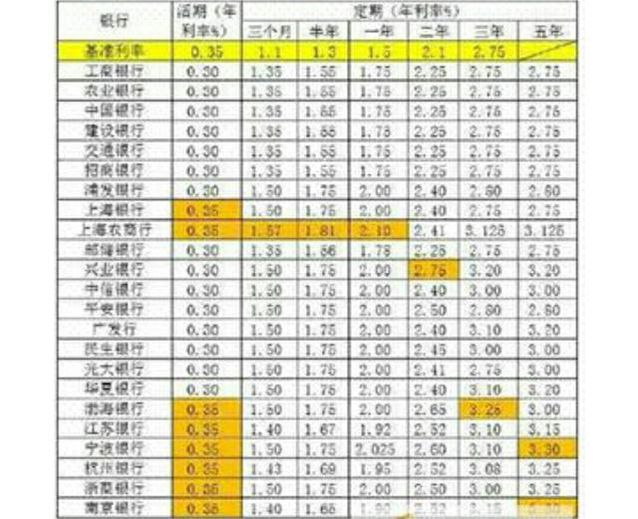 银行 活期（年利率%） 定期（年利率%）
三个月 半年 一年 二年 三年 五年
基准利率 0.35 1.1 1.3 1.5 2.1 2.75
工商银行 0.30 1.35 1.55 1.75 2.25 2.75 2.75
农业银行 0.30 1.35 1.55 1.75 2.25 2.75 2.75
中国银行 0.30 1.35 1.55 1.75 2.25 2.75 2.75
建设银行 0.30 1.35 1.55 1.75 2.25 2.75 2.75
交通银行 0.30 1.35 1.55 1.75 2.25 2.75 2.75
招商银行 0.30 1.35 1.55 1.75 2.25 2.75 2.75
浦发银行 0.30 1.50 1.75 2.00 2.40 2.80 2.80
上海银行 0.35 1.50 1.75 2.00 2.40 2.75 2.75
上海农商行 0.35 1.57 1.81 2.10 2.41 3.125 3.125
邮储银行 0.30 1.35 1.56 1.78 2.25 2.75 2.75
兴业银行 0.30 1.50 1.75 2.00 2.75 3.20 3.20
中信银行 0.30 1.50 1.75 2.00 2.40 3.00 3.00
平安银行 0.30 1.50 1.75 2.00 2.50 2.80 2.80
广发行 0.30 1.50 1.75 2.00 2.40 3.10 3.20
民生银行 0.30 1.50 1.75 2.00 2.45 3.00 3.00
光大银行 0.30 1.50 1.75 2.00 2.41 2.75 3.00
华夏银行 0.30 1.50 1.75 2.00 2.40 3.10 3.20
渤海银行 0.35 1.50 1.75 2.00 2.65 3.25 3.00
江苏银行 0.35 1.40 1.67 1.92 2.52 3.10 3.15
宁波银行 0.35 1.50 1.75 2.025 2.60 3.10 3.30
杭州银行 0.35 1.43 1.69 1.95 2.52 3.08 3.25
浙商银行 0.35 1.50 1.75 2.00 2.50 3.00 3.25
南京银行 0.35 1.40 1.65 1.90 2.52 3.15